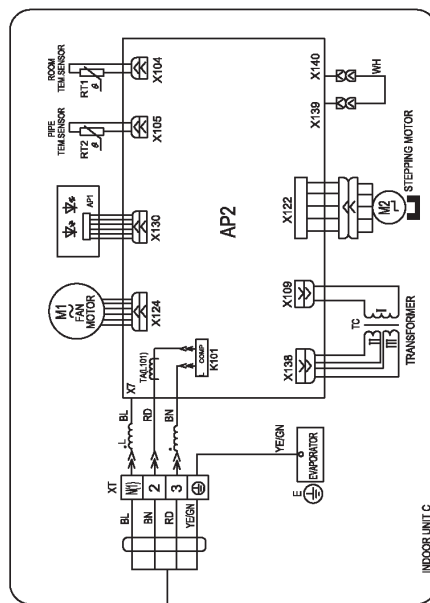 ROOM
TEM.SENSOR
RT1
θ
X104
PIPE
TEM.SENSOR
RT2
θ
X105
AP1
X130
M1
FAN
MOTOR
X124
AP2
X140
X139
WH
X122
M2
STEPPING MOTOR
X109
X138
TC
I
II
III
TRANSFORMER
X7
TA(L101)
L
COMP
K101
BL
RD
BN
L
XT
N(1)
2
3
BL
BN
RD
YE/GN
YE/GN
EVAPORATOR
E
INDOOR UNIT C